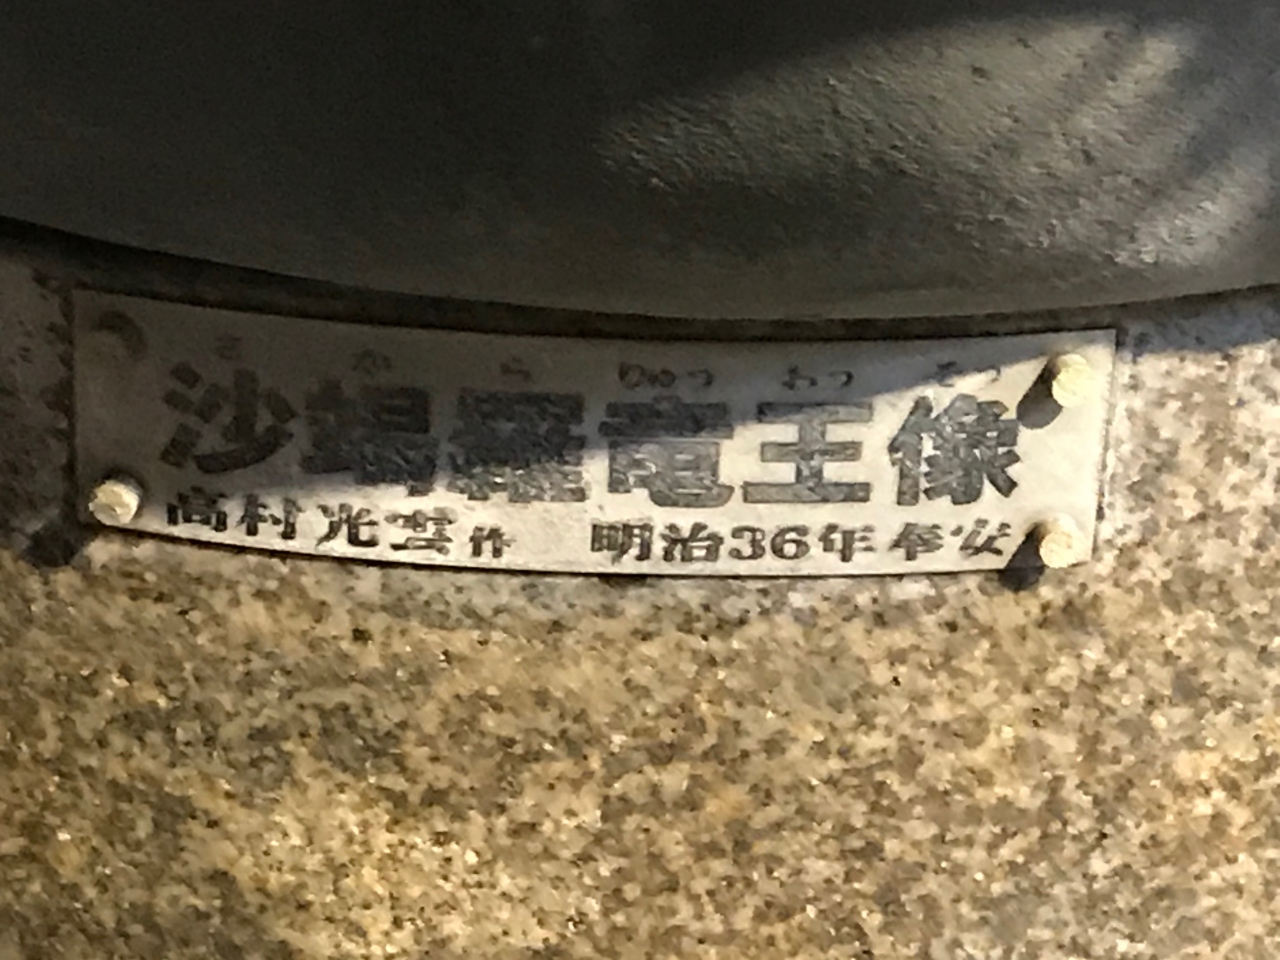 さ か ら りゅう おう ぞう
沙竭羅竜王像
高村光雲作 明治36年奉安